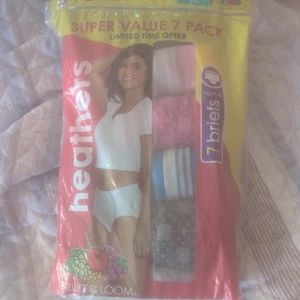 SUPER VALUE 7 PACK
LIMITED TIME OFFER
heathers
7 briefs
FRUIT OF THE LOOM®